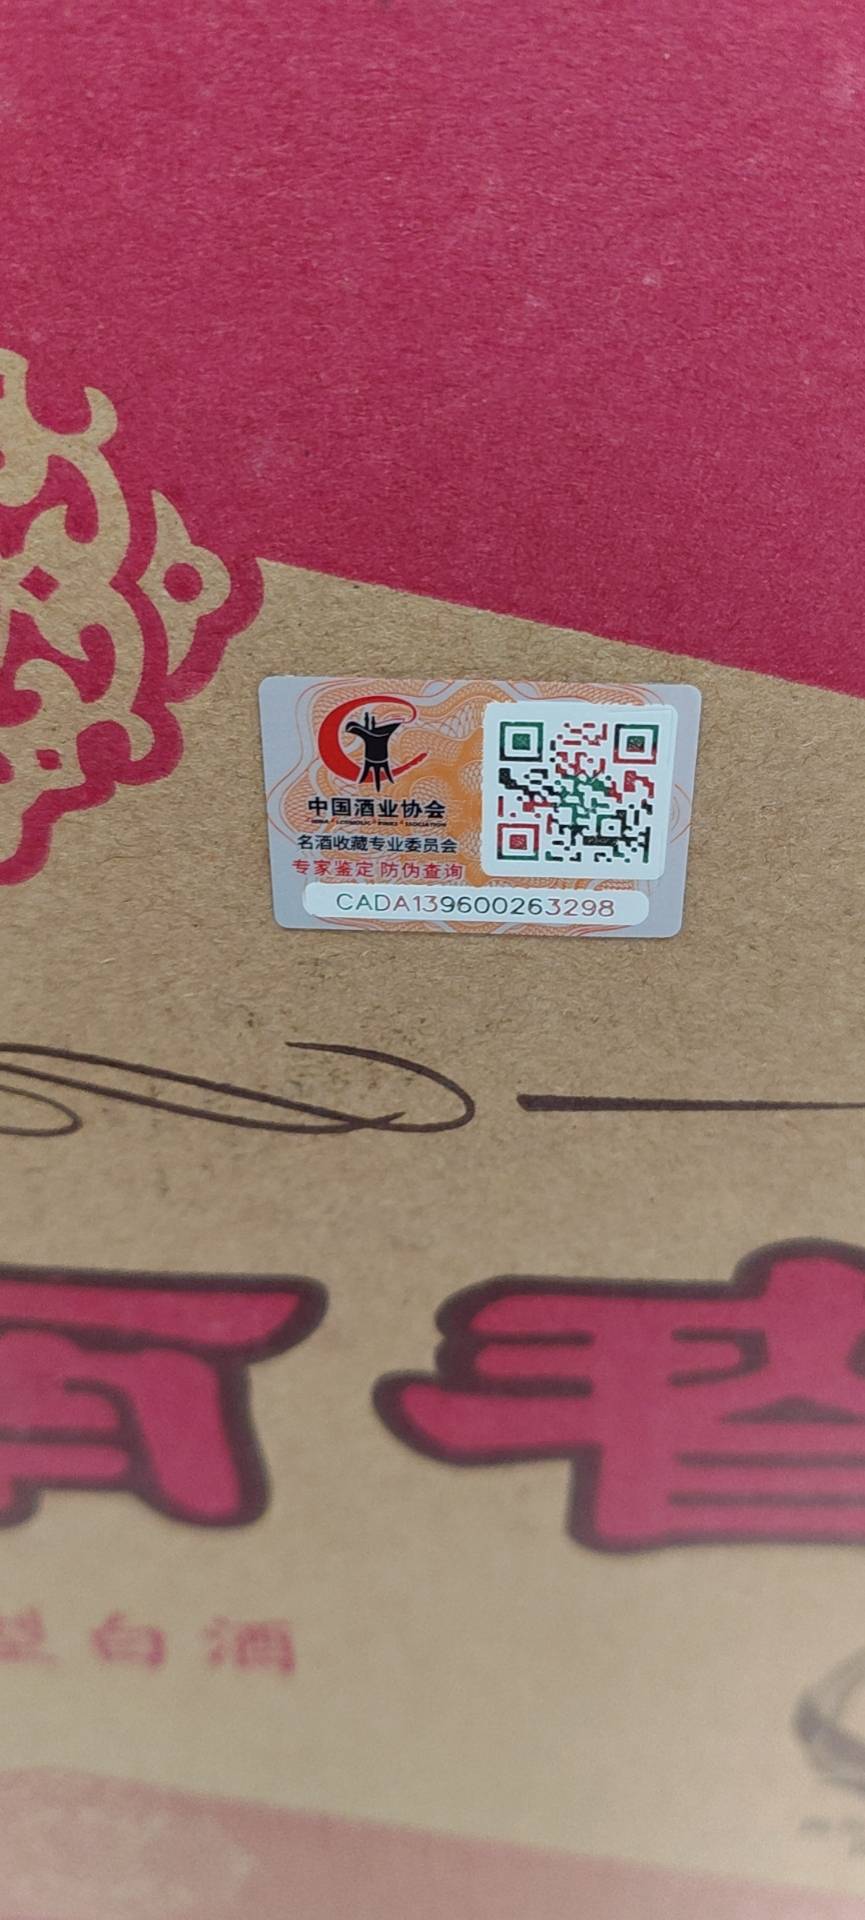 中国酒业协会
名酒收藏专业委员会
专家鉴定 防伪查询
CADA139600263298
白酒